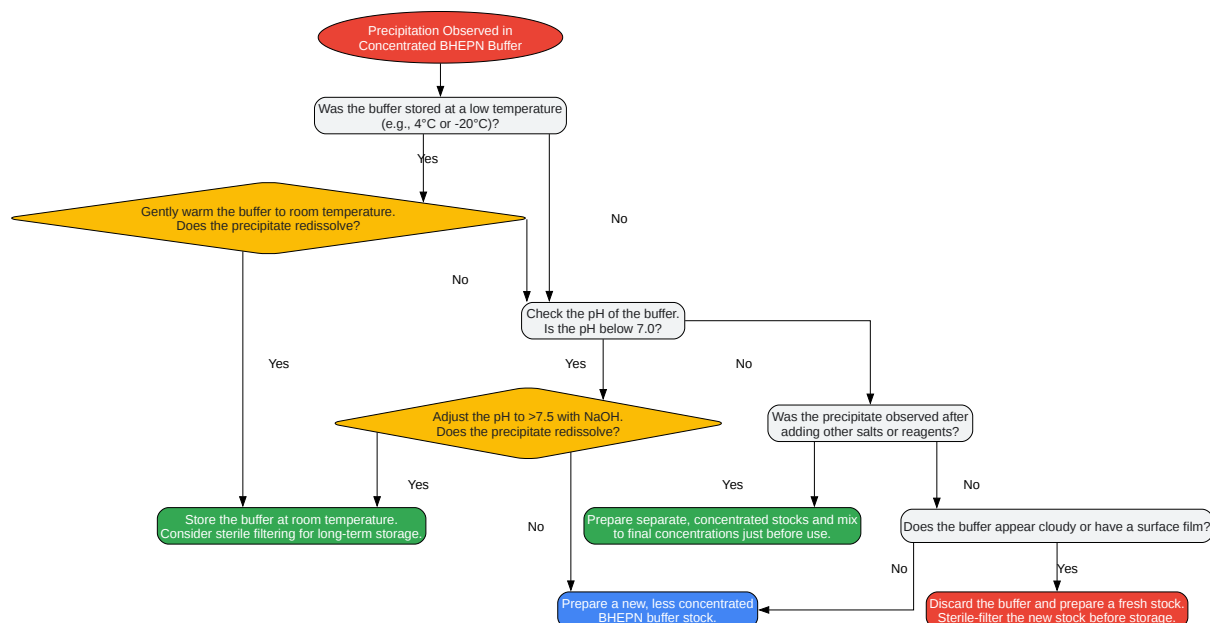 Precipitation Observed in
Concentrated BHEPN Buffer
Was the buffer stored at a low temperature
(e.g., 4°C or -20°C)?
Yes
Gently warm the buffer to room temperature.
Does the precipitate redissolve?
No
No
Check the pH of the buffer.
Is the pH below 7.0?
Yes
Yes
No
Adjust the pH to >7.5 with NaOH.
Does the precipitate redissolve?
Was the precipitate observed after
adding other salts or reagents?
Yes
Yes
No
Store the buffer at room temperature.
Consider sterile filtering for long-term storage.
No
Prepare separate, concentrated stocks and mix
to final concentrations just before use.
Does the buffer appear cloudy or have a surface film?
No
Yes
Prepare a new, less concentrated
BHEPN buffer stock.
Discard the buffer and prepare a fresh stock.
Sterile-filter the new stock before storage.